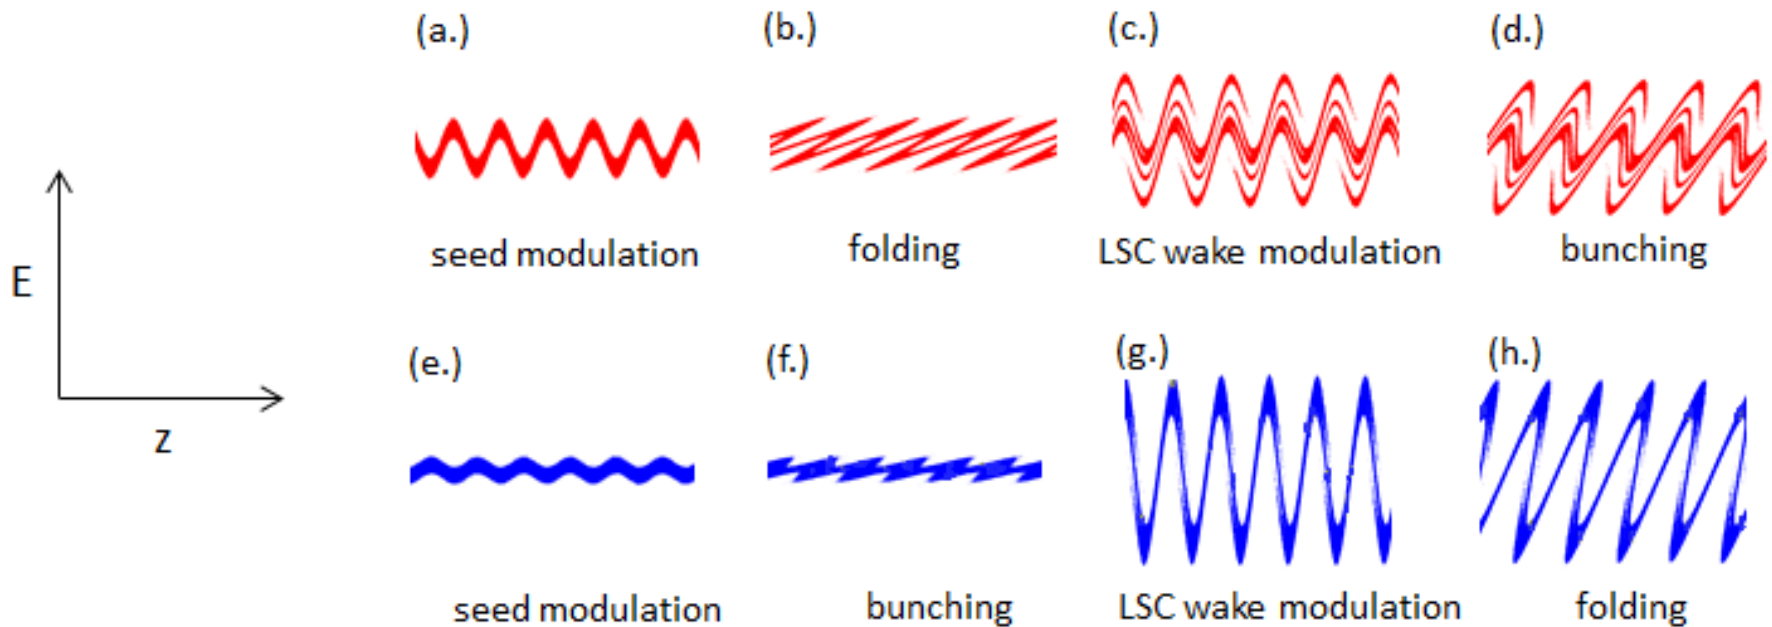 (a.) (b.) (c.) (d.)
seed modulation folding LSC wake modulation bunching
E
z
(e.) (f.) (g.) (h.)
seed modulation bunching LSC wake modulation folding